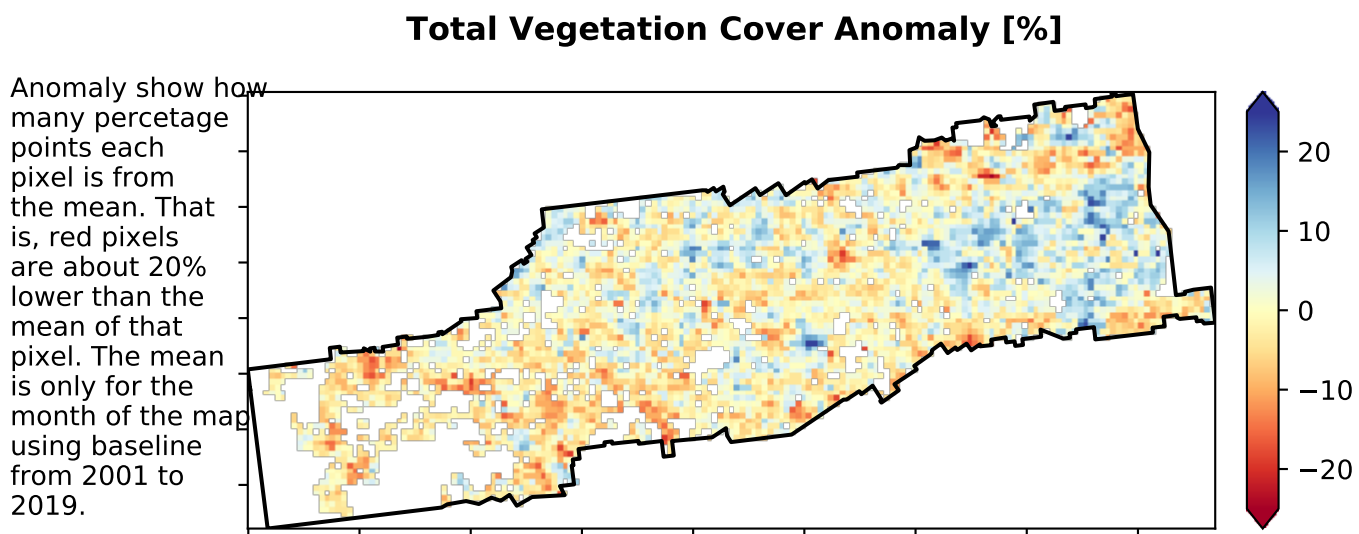 Total Vegetation Cover Anomaly [%]
Anomaly show how
many percetage
points each
pixel is from
the mean. That
is, red pixels
are about 20%
lower than the
mean of that
pixel. The mean
is only for the
month of the map
using baseline
from 2001 to
2019.
20
10
0
−10
−20